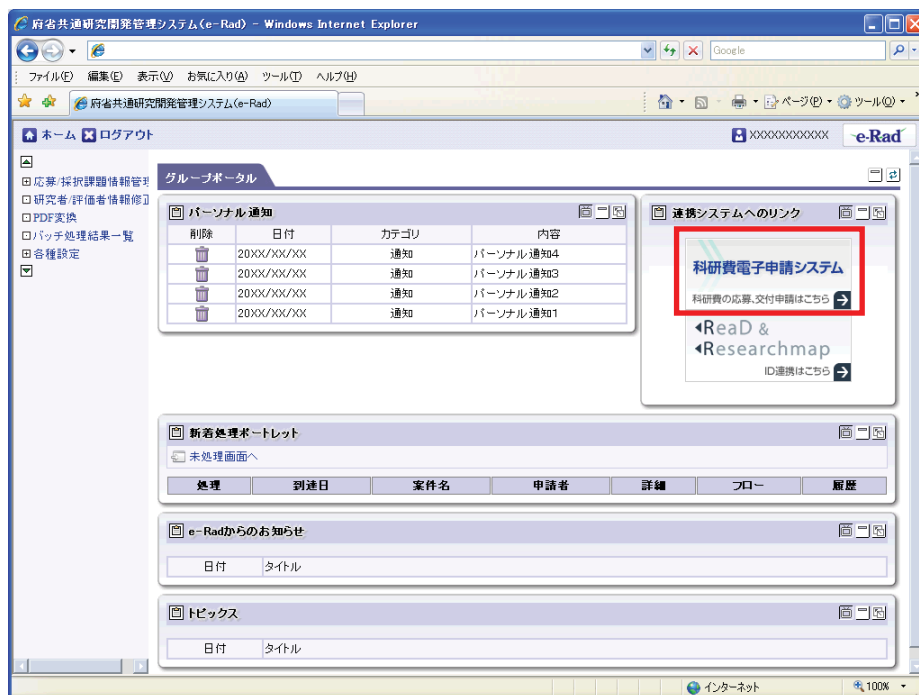 府省共通研究開発管理システム(e-Rad) - Windows Internet Explorer
Google
ファイル(F) 編集(E) 表示(V) お気に入り(A) ツール(T) ヘルプ(H)
府省共通研究開発管理システム(e-Rad)
ページ(P) ツール(O)
ホーム ログアウト
XXXXXXXXXXXX
e-Rad
応募/採択課題情報管理
研究者/評価者情報修正
PDF変換
バッチ処理結果一覧
各種設定
グループポータル
パーソナル通知
削除 日付 カテゴリ 内容
20XX/XX/XX 通知 パーソナル通知4
20XX/XX/XX 通知 パーソナル通知3
20XX/XX/XX 通知 パーソナル通知2
20XX/XX/XX 通知 パーソナル通知1
連携システムへのリンク
科研費電子申請システム
科研費の応募、交付申請はこちら
ReaD &
Researchmap
ID連携はこちら
新着処理ポートレット
未処理画面へ
処理 到達日 案件名 申請者 詳細 フロー 履歴
e-Radからのお知らせ
日付 タイトル
トピックス
日付 タイトル
インターネット
100%